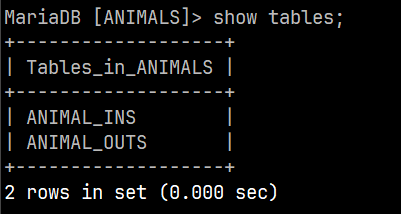 MariaDB [ANIMALS]> show tables;
+-------------------+
| Tables_in_ANIMALS |
+-------------------+
| ANIMAL_INS        |
| ANIMAL_OUTS       |
+-------------------+
2 rows in set (0.000 sec)